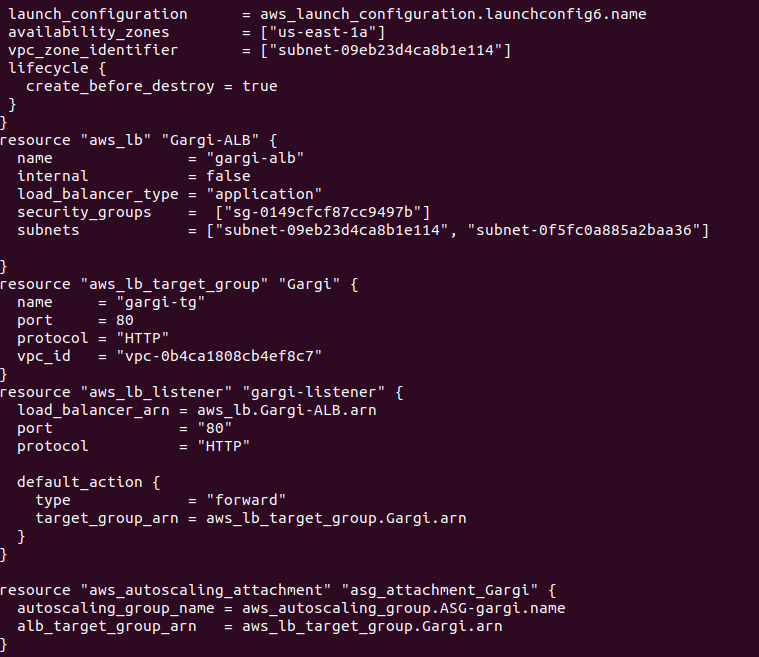 launch_configuration      = aws_launch_configuration.launchconfig6.name
availability_zones        = ["us-east-1a"]
vpc_zone_identifier       = ["subnet-09eb23d4ca8b1e114"]
lifecycle {
create_before_destroy = true
}
}
resource "aws_lb" "Gargi-ALB" {
name               = "gargi-alb"
internal           = false
load_balancer_type = "application"
security_groups    =  ["sg-0149cfcf87cc9497b"]
subnets            = ["subnet-09eb23d4ca8b1e114", "subnet-0f5fc0a885a2baa36"]
}
resource "aws_lb_target_group" "Gargi" {
name     = "gargi-tg"
port     = 80
protocol = "HTTP"
vpc_id   = "vpc-0b4ca1808cb4ef8c7"
}
resource "aws_lb_listener" "gargi-listener" {
load_balancer_arn = aws_lb.Gargi-ALB.arn
port              = "80"
protocol          = "HTTP"
default_action {
type             = "forward"
target_group_arn = aws_lb_target_group.Gargi.arn
}
}
resource "aws_autoscaling_attachment" "asg_attachment_Gargi" {
autoscaling_group_name = aws_autoscaling_group.ASG-gargi.name
alb_target_group_arn   = aws_lb_target_group.Gargi.arn
}